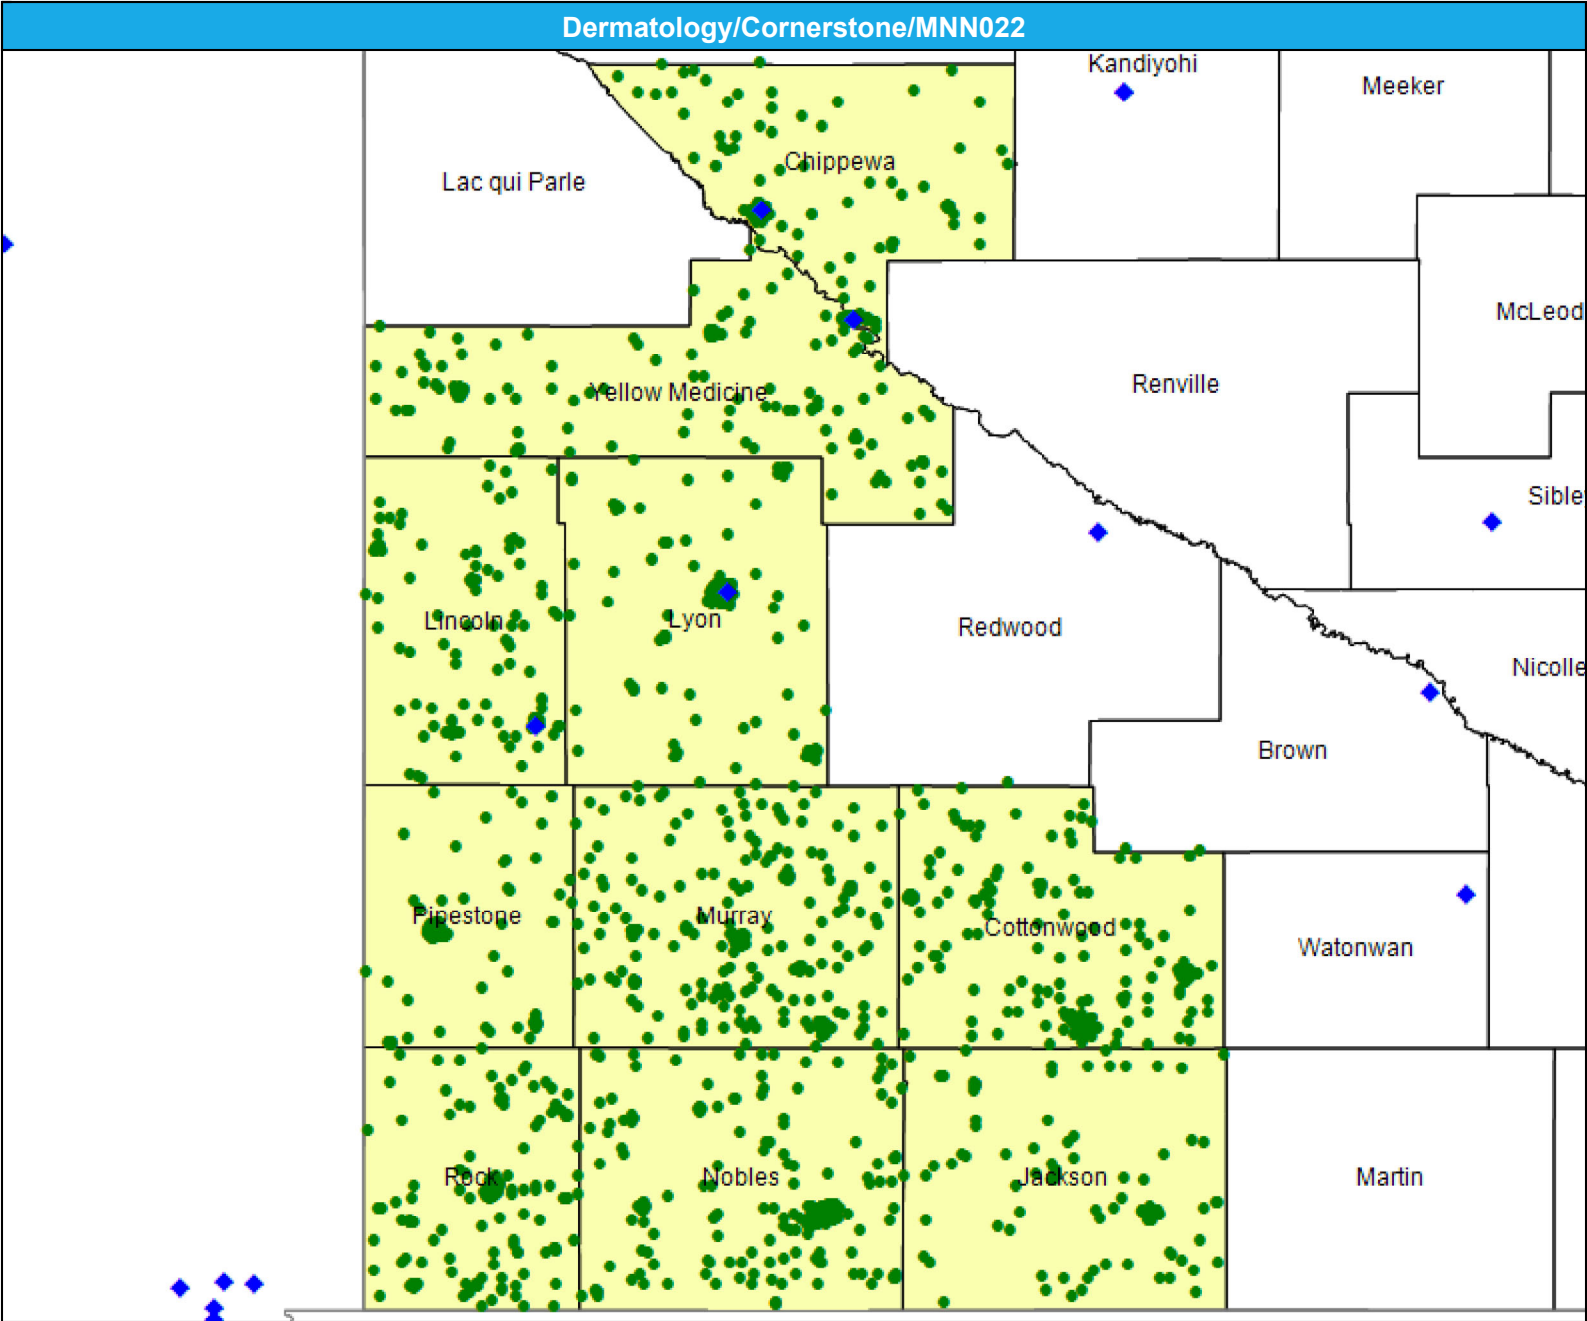 Dermatology/Cornerstone/MNN022
Kandiyohi
Meeker
Chippewa
Lac qui Parle
McLeod
Renville
Yellow Medicine
Sible
Lincoln
Lyon
Redwood
Nicolle
Brown
Pipestone
Murray
Cottonwood
Watonwan
Rock
Nobles
Jackson
Martin